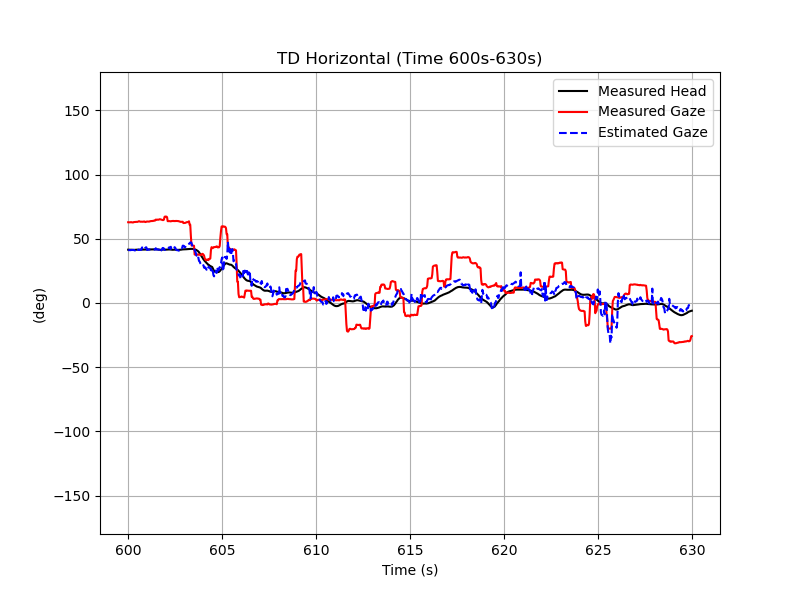 TD Horizontal (Time 600s-630s)
Measured Head
Measured Gaze
Estimated Gaze
150
100
50
0
−50
−100
−150
(deg)
600 605 610 615 620 625 630
Time (s)